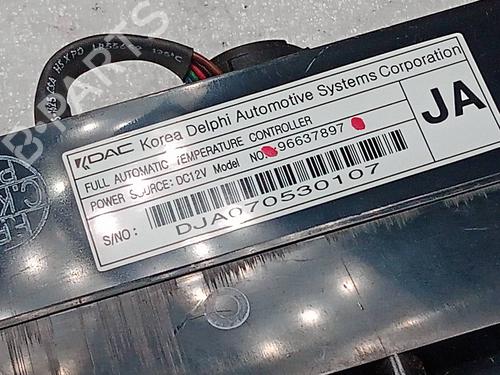 KDAC Korea Delphi Automotive Systems Corporation
FULL AUTOMATIC TEMPERATURE CONTROLLER
POWER SOURCE: DC12V Model NO 96637897
JA
S/NO:
DJA070530107
B-PARTS